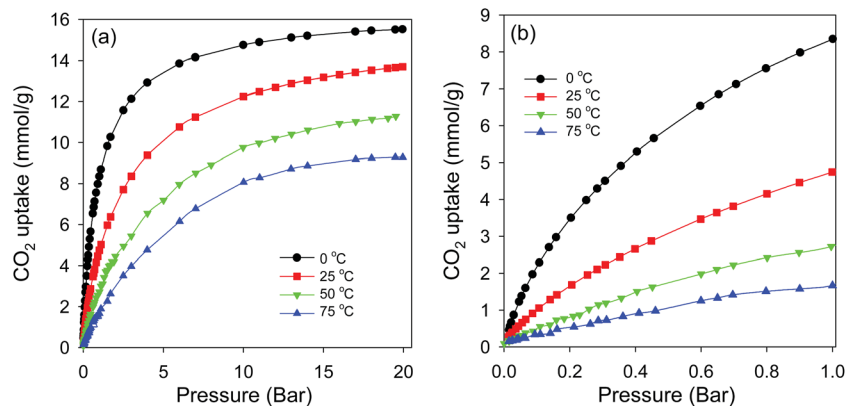 (a)
CO2 uptake (mmol/g)
16
14
12
10
8
6
4
2
0
0 °C
25 °C
50 °C
75 °C
0 5 10 15 20
Pressure (Bar)
(b)
CO2 uptake (mmol/g)
9
8
7
6
5
4
3
2
1
0
0 °C
25 °C
50 °C
75 °C
0.0 0.2 0.4 0.6 0.8 1.0
Pressure (Bar)